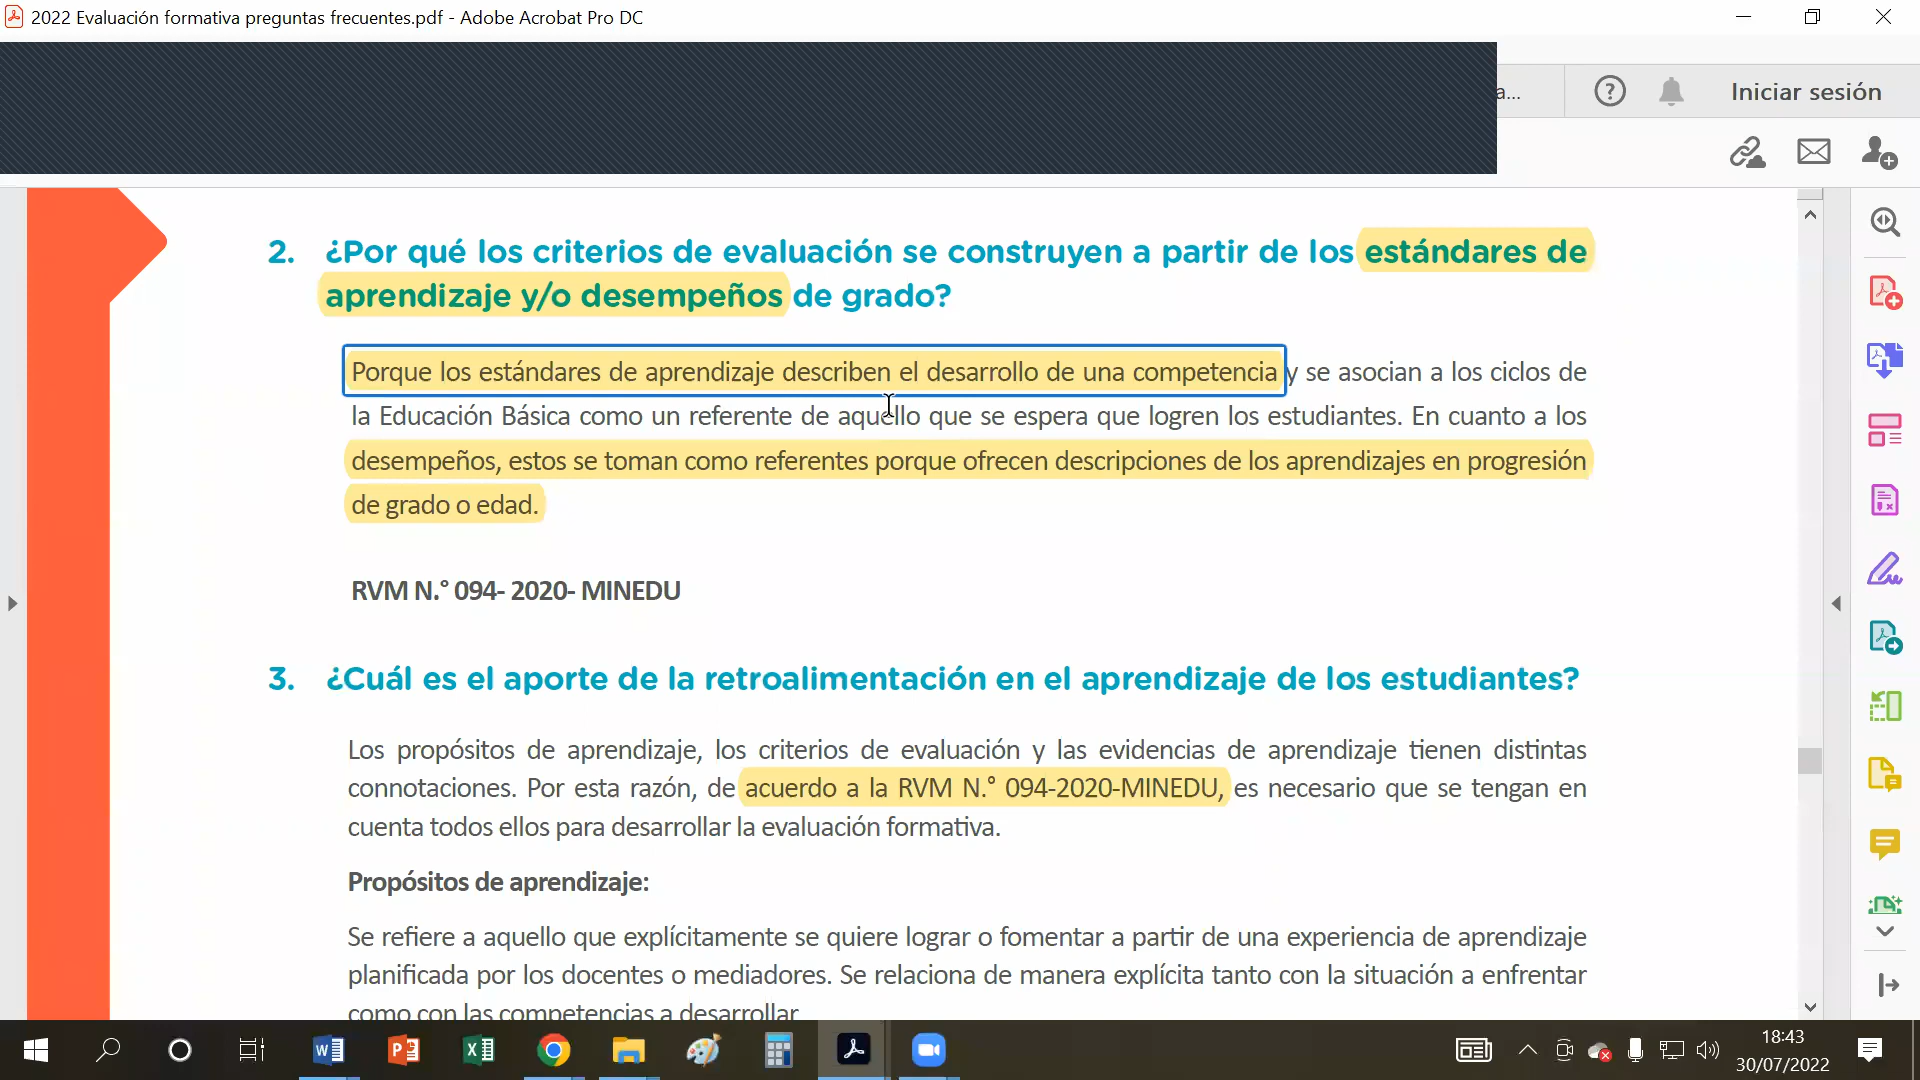 2022 Evaluación formativa preguntas frecuentes.pdf - Adobe Acrobat Pro DC
a...
Iniciar sesión
2. ¿Por qué los criterios de evaluación se construyen a partir de los estándares de
aprendizaje y/o desempeños de grado?
Porque los estándares de aprendizaje describen el desarrollo de una competencia y se asocian a los ciclos de
la Educación Básica como un referente de aquello que se espera que logren los estudiantes. En cuanto a los
desempeños, estos se toman como referentes porque ofrecen descripciones de los aprendizajes en progresión
de grado o edad.
RVM N.° 094- 2020- MINEDU
3. ¿Cuál es el aporte de la retroalimentación en el aprendizaje de los estudiantes?
Los propósitos de aprendizaje, los criterios de evaluación y las evidencias de aprendizaje tienen distintas
connotaciones. Por esta razón, de acuerdo a la RVM N.° 094-2020-MINEDU, es necesario que se tengan en
cuenta todos ellos para desarrollar la evaluación formativa.
Propósitos de aprendizaje:
Se refiere a aquello que explícitamente se quiere lograr o fomentar a partir de una experiencia de aprendizaje
planificada por los docentes o mediadores. Se relaciona de manera explícita tanto con la situación a enfrentar
como con las competencias a desarrollar
18:43
30/07/2022